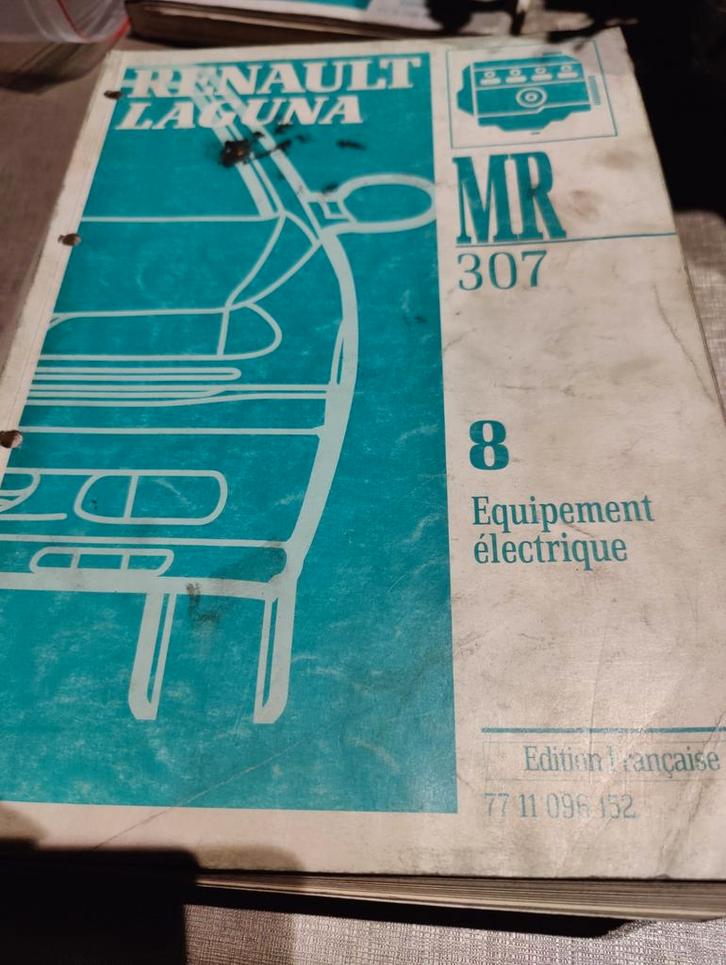 RENAULT
LAGUNA
MR
307
8
Equipement
électrique
Edition Française
77 11 096 152